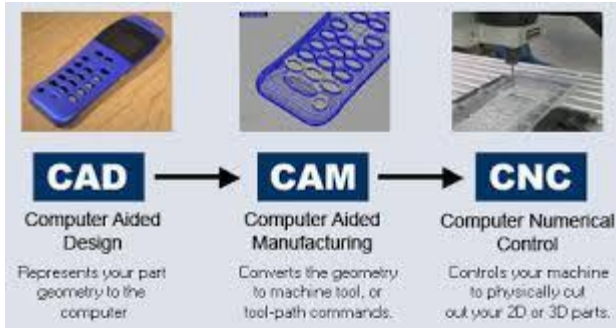 CAD
CAM
CNC
Computer Aided
Design
Computer Aided
Manufacturing
Computer Numerical
Control
Represents your part
geometry to the
computer
Converts the geometry
to machine tool, or
tool-path commands.
Controls your machine
to physically cut
out your 2D or 3D parts.